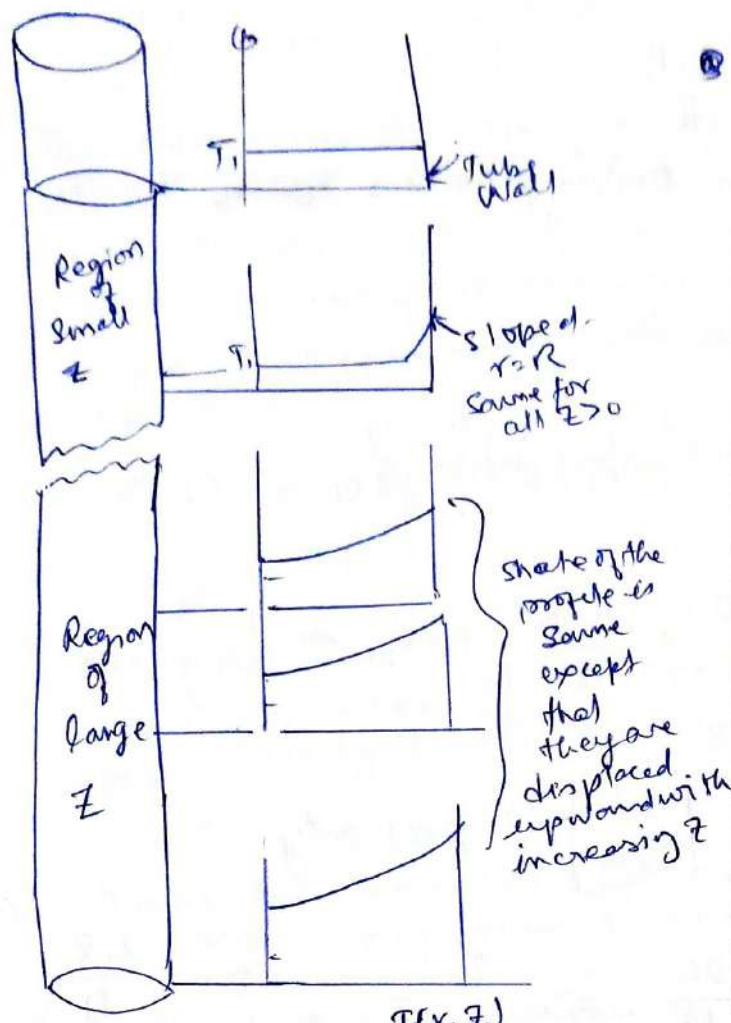 T₁
Tube
Wall
Region
of
Small
z
T₁
slope at
r=R
Same for
all z>0
Region
of
large
Z
shate of the
profile is
Same
except
that
they are
displaced
upward with
increasing z
T(r, z)